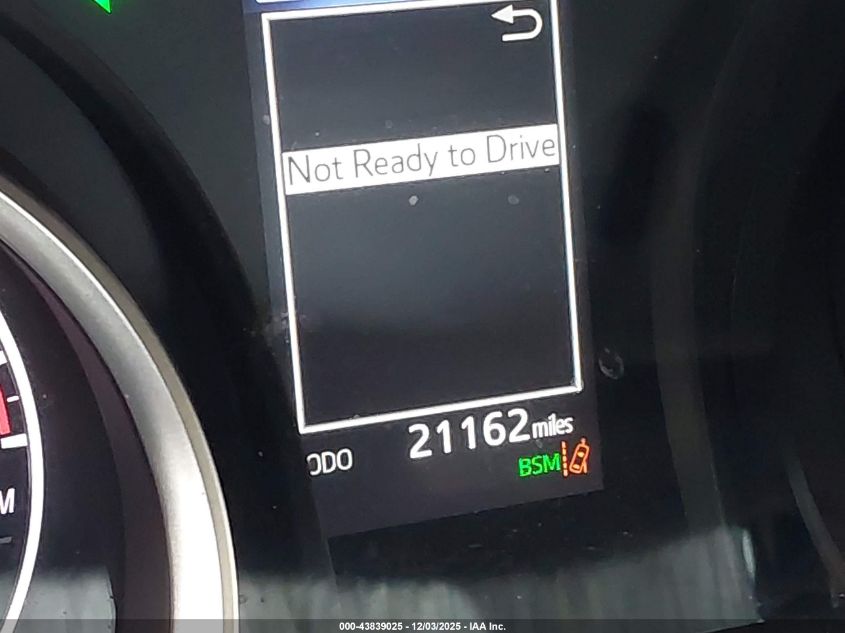 Not Ready to Drive
ODO 21162 miles
BSM
M
000-43839025 - 12/03/2025 - IAA Inc.